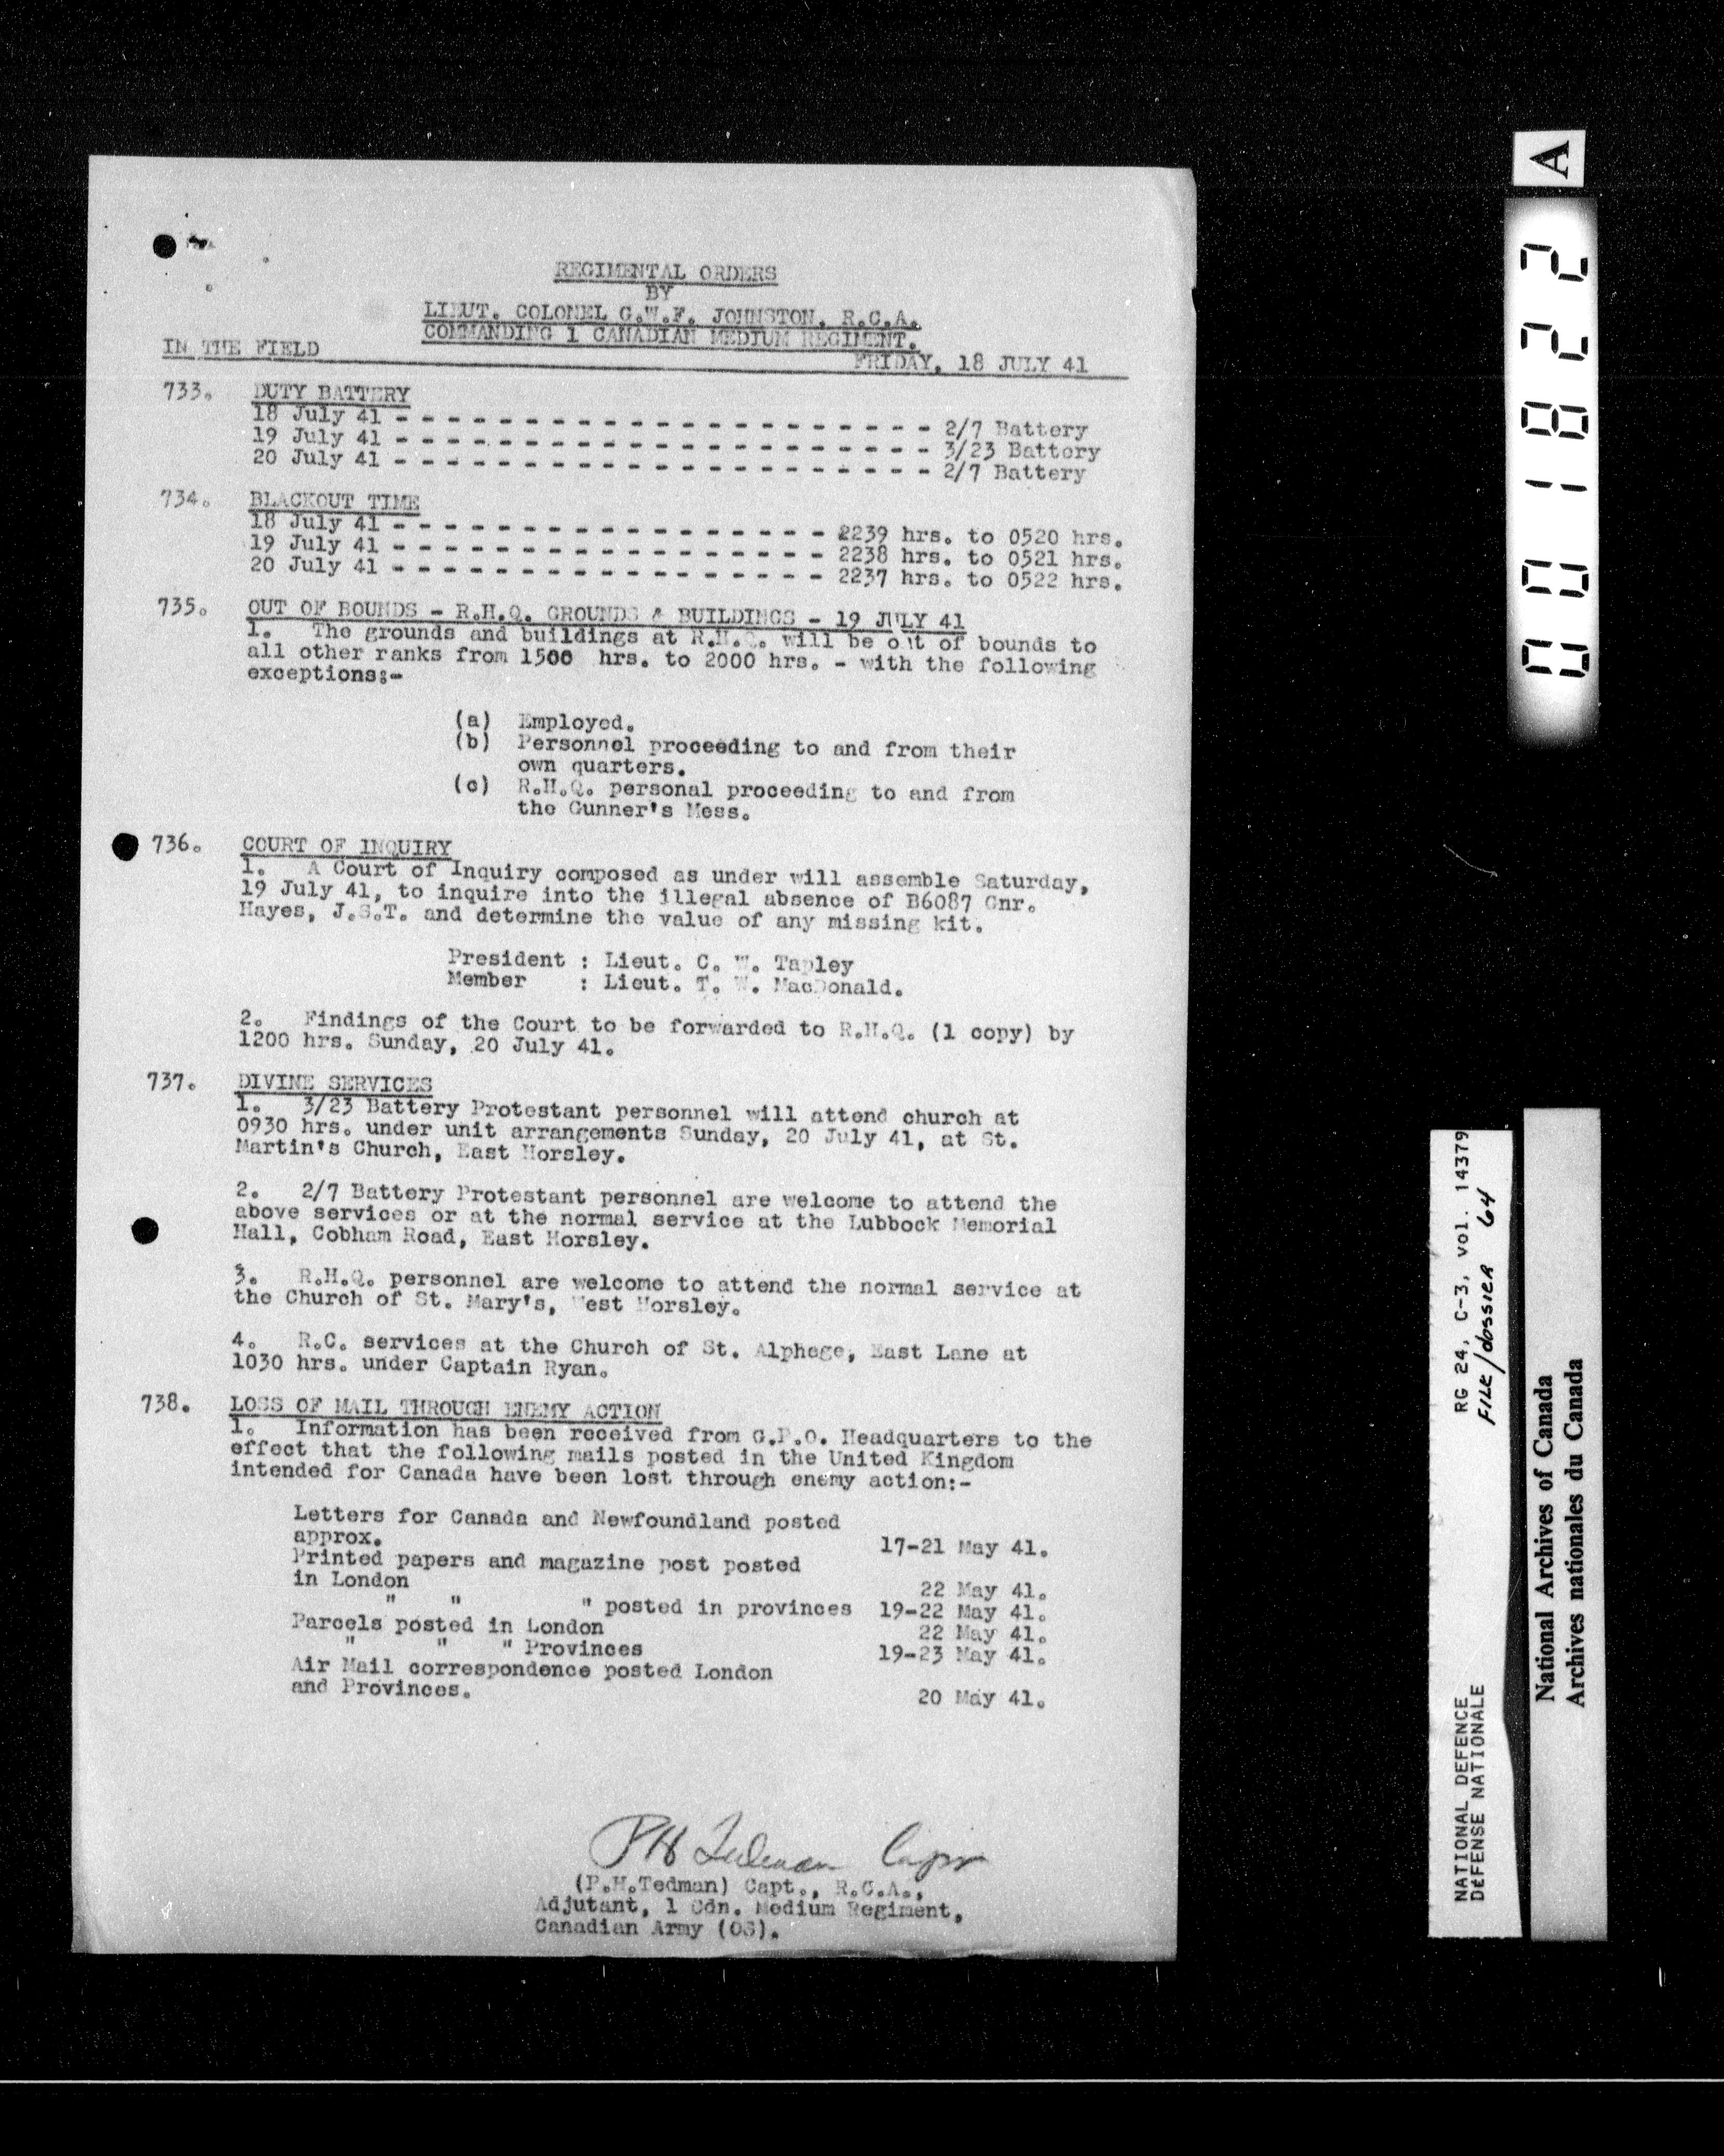 REGIMENTAL ORDERS
BY
LIEUT. COLONEL G.W.F. JOHNSTON, R.C.A.
COMMANDING 1 CANADIAN MEDIUM REGIMENT.
IN THE FIELD
FRIDAY, 18 JULY 41
733. DUTY BATTERY
18 July 41 - - - - - - - - - - - - - - - - - - - - - 2/7 Battery
19 July 41 - - - - - - - - - - - - - - - - - - - - - 3/23 Battery
20 July 41 - - - - - - - - - - - - - - - - - - - - - 2/7 Battery
734. BLACKOUT TIME
18 July 41 - - - - - - - - - - - - - - - - - 2239 hrs. to 0520 hrs.
19 July 41 - - - - - - - - - - - - - - - - - 2238 hrs. to 0521 hrs.
20 July 41 - - - - - - - - - - - - - - - - - 2237 hrs. to 0522 hrs.
735. OUT OF BOUNDS - R.H.Q. GROUNDS & BUILDINGS - 19 JULY 41
1. The grounds and buildings at R.H.Q. will be out of bounds to
all other ranks from 1500 hrs. to 2000 hrs. - with the following
exceptions:-
(a) Employed.
(b) Personnel proceeding to and from their
own quarters.
(c) R.H.Q. personal proceeding to and from
the Gunner's Mess.
736. COURT OF INQUIRY
1. A Court of Inquiry composed as under will assemble Saturday,
19 July 41, to inquire into the illegal absence of B6087 Gnr.
Hayes, J.S.T. and determine the value of any missing kit.
President : Lieut. C. W. Tapley
Member : Lieut. T. W. MacDonald.
2. Findings of the Court to be forwarded to R.H.Q. (1 copy) by
1200 hrs. Sunday, 20 July 41.
737. DIVINE SERVICES
1. 3/23 Battery Protestant personnel will attend church at
0930 hrs. under unit arrangements Sunday, 20 July 41, at St.
Martin's Church, East Horsley.
2. 2/7 Battery Protestant personnel are welcome to attend the
above services or at the normal service at the Lubbock Memorial
Hall, Cobham Road, East Horsley.
3. R.H.Q. personnel are welcome to attend the normal service at
the Church of St. Mary's, West Horsley.
4. R.C. services at the Church of St. Alphege, East Lane at
1030 hrs. under Captain Ryan.
738. LOSS OF MAIL THROUGH ENEMY ACTION
1. Information has been received from G.P.O. Headquarters to the
effect that the following mails posted in the United Kingdom
intended for Canada have been lost through enemy action:-
Letters for Canada and Newfoundland posted
approx. 17-21 May 41.
Printed papers and magazine post posted
in London 22 May 41.
" " " posted in provinces 19-22 May 41.
Parcels posted in London 22 May 41.
" " " Provinces 19-23 May 41.
Air Mail correspondence posted London
and Provinces. 20 May 41.
PH Tedman Capt
(P.H.Tedman) Capt., R.C.A.,
Adjutant, 1 Cdn. Medium Regiment,
Canadian Army (OS).
A
001822
RG 24, C-3, vol. 14379
FILE/dossier 64
NATIONAL DEFENCE
DÉFENSE NATIONALE
National Archives of Canada
Archives nationales du Canada